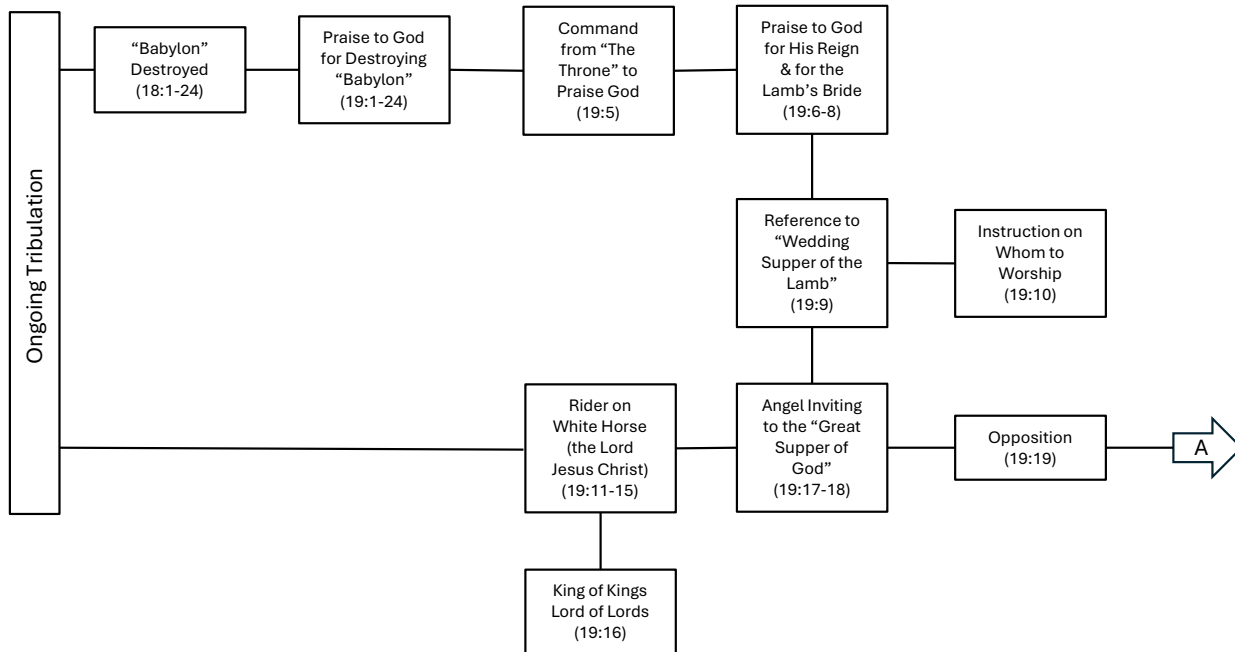 Ongoing Tribulation
“Babylon”
Destroyed
(18:1-24)
Praise to God
for Destroying
“Babylon”
(19:1-24)
Command
from “The
Throne” to
Praise God
(19:5)
Praise to God
for His Reign
& for the
Lamb’s Bride
(19:6-8)
Reference to
“Wedding
Supper of the
Lamb”
(19:9)
Instruction on
Whom to
Worship
(19:10)
Rider on
White Horse
(the Lord
Jesus Christ)
(19:11-15)
Angel Inviting
to the “Great
Supper of
God”
(19:17-18)
Opposition
(19:19)
A
King of Kings
Lord of Lords
(19:16)